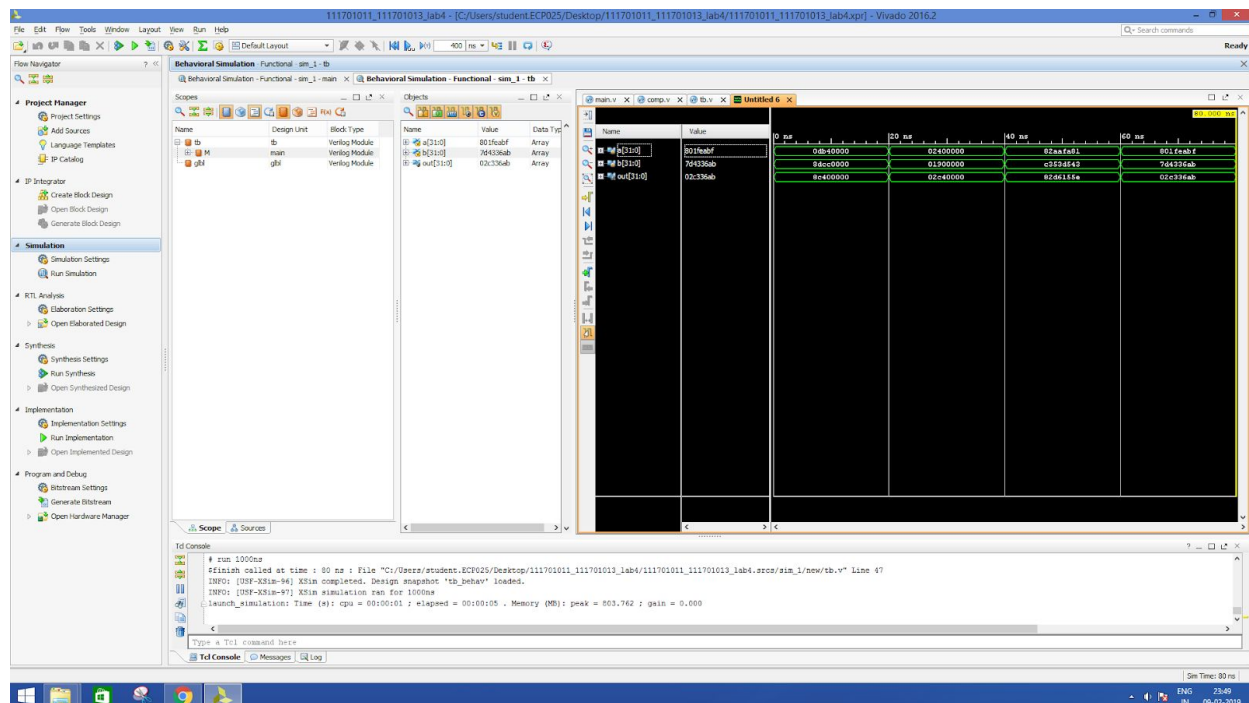 111701011_111701013_lab4 - [C:/Users/student.ECP025/Desktop/111701011_111701013_lab4/111701011_111701013_lab4.xpr] - Vivado 2016.2
File Edit Flow Tools Window Layout View Run Help
Q- Search commands
Default Layout
400 ns
Ready
Flow Navigator
Project Manager
Project Settings
Add Sources
Language Templates
IP Catalog
IP Integrator
Create Block Design
Open Block Design
Generate Block Design
Simulation
Simulation Settings
Run Simulation
RTL Analysis
Elaboration Settings
Open Elaborated Design
Synthesis
Synthesis Settings
Run Synthesis
Open Synthesized Design
Implementation
Implementation Settings
Run Implementation
Open Implemented Design
Program and Debug
Bitstream Settings
Generate Bitstream
Open Hardware Manager
Behavioral Simulation - Functional - sim_1 - tb
Behavioral Simulation - Functional - sim_1 - main
Behavioral Simulation - Functional - sim_1 - tb
Scopes
Name Design Unit Block Type
tb tb Verilog Module
M main Verilog Module
glbl glbl Verilog Module
Scope Sources
Objects
Name Value Data Typ
a[31:0] 801feabf Array
b[31:0] 7d4336ab Array
out[31:0] 02c336ab Array
main.v comp.v tb.v Untitled 6
80.000 ns
Name Value 0 ns 20 ns 40 ns 60 ns
a[31:0] 801feabf 0db40000 02400000 82aafa81 801feabf
b[31:0] 7d4336ab 8dcc0000 01900000 c353d543 7d4336ab
out[31:0] 02c336ab 8c400000 02c40000 82d6155e 02c336ab
Tcl Console
# run 1000ns
$finish called at time : 80 ns : File "C:/Users/student.ECP025/Desktop/111701011_111701013_lab4/111701011_111701013_lab4.srcs/sim_1/new/tb.v" Line 47
INFO: [USF-XSim-96] XSim completed. Design snapshot 'tb_behav' loaded.
INFO: [USF-XSim-97] XSim simulation ran for 1000ns
launch_simulation: Time (s): cpu = 00:00:01 ; elapsed = 00:00:05 . Memory (MB): peak = 803.762 ; gain = 0.000
Type a Tcl command here
Tcl Console Messages Log
Sim Time: 80 ns
ENG 23:49
IN 09-02-2019